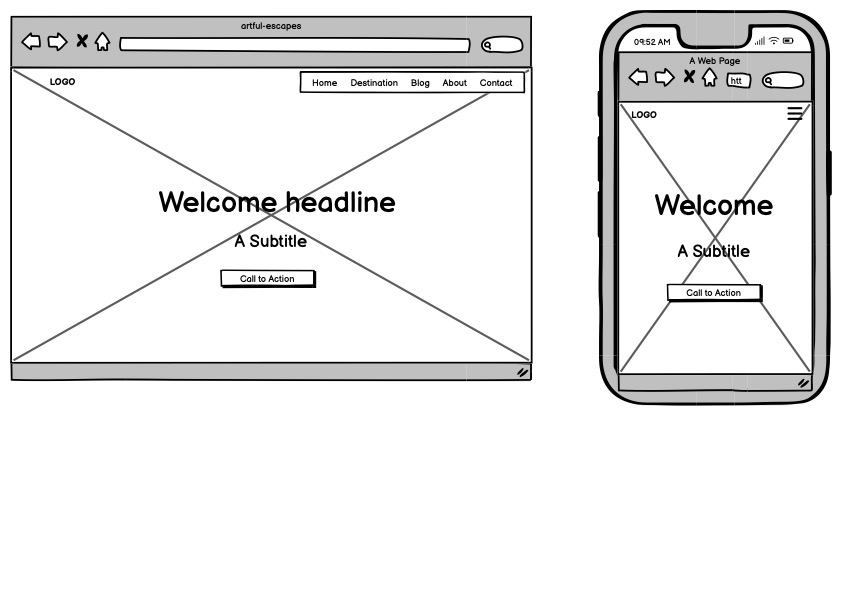 artful-escapes
LOGO
Home Destination Blog About Contact
Welcome headline
A Subtitle
Call to Action
09:52 AM
A Web Page
htt
LOGO
Welcome
A Subtitle
Call to Action